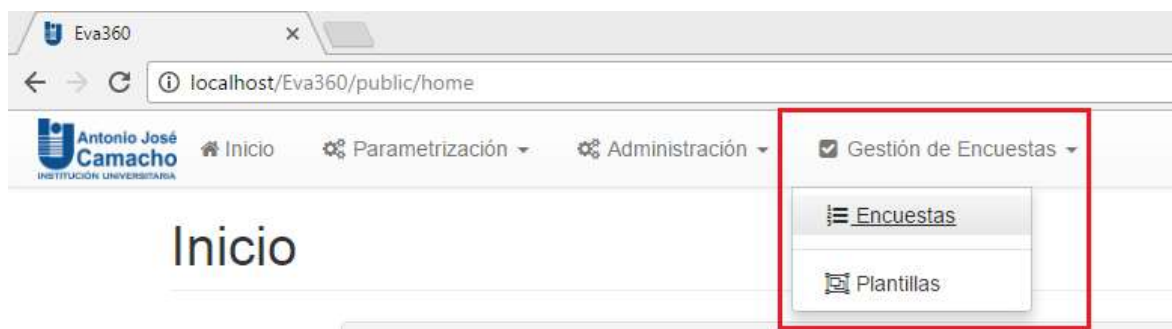 Eva360
localhost/Eva360/public/home
Antonio José
Camacho
INSTITUCIÓN UNIVERSITARIA
Inicio Parametrización Administración Gestión de Encuestas
Encuestas
Inicio
Plantillas